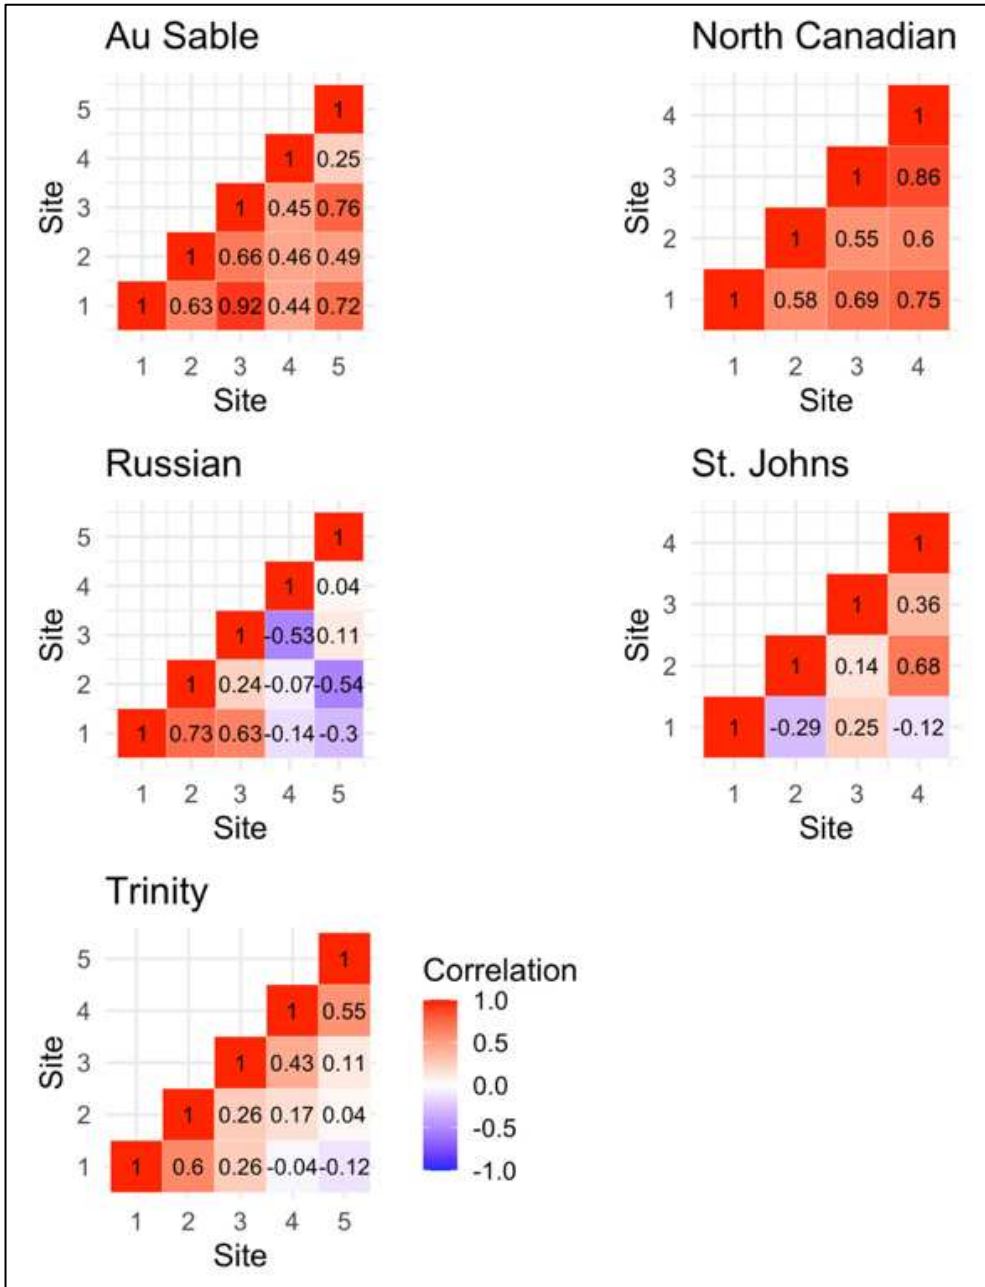 Au Sable
5 1
4 1 0.25
3 1 0.45 0.76
2 1 0.66 0.46 0.49
1 1 0.63 0.92 0.44 0.72
1 2 3 4 5
Site
Site
North Canadian
4 1
3 1 0.86
2 1 0.55 0.6
1 1 0.58 0.69 0.75
1 2 3 4
Site
Site
Russian
5 1
4 1 0.04
3 1 -0.53 0.11
2 1 0.24 -0.07 -0.54
1 1 0.73 0.63 -0.14 -0.3
1 2 3 4 5
Site
Site
St. Johns
4 1
3 1 0.36
2 1 0.14 0.68
1 1 -0.29 0.25 -0.12
1 2 3 4
Site
Site
Trinity
5 1
4 1 0.55
3 1 0.43 0.11
2 1 0.26 0.17 0.04
1 1 0.6 0.26 -0.04 -0.12
1 2 3 4 5
Site
Site
Correlation
1.0
0.5
0.0
-0.5
-1.0